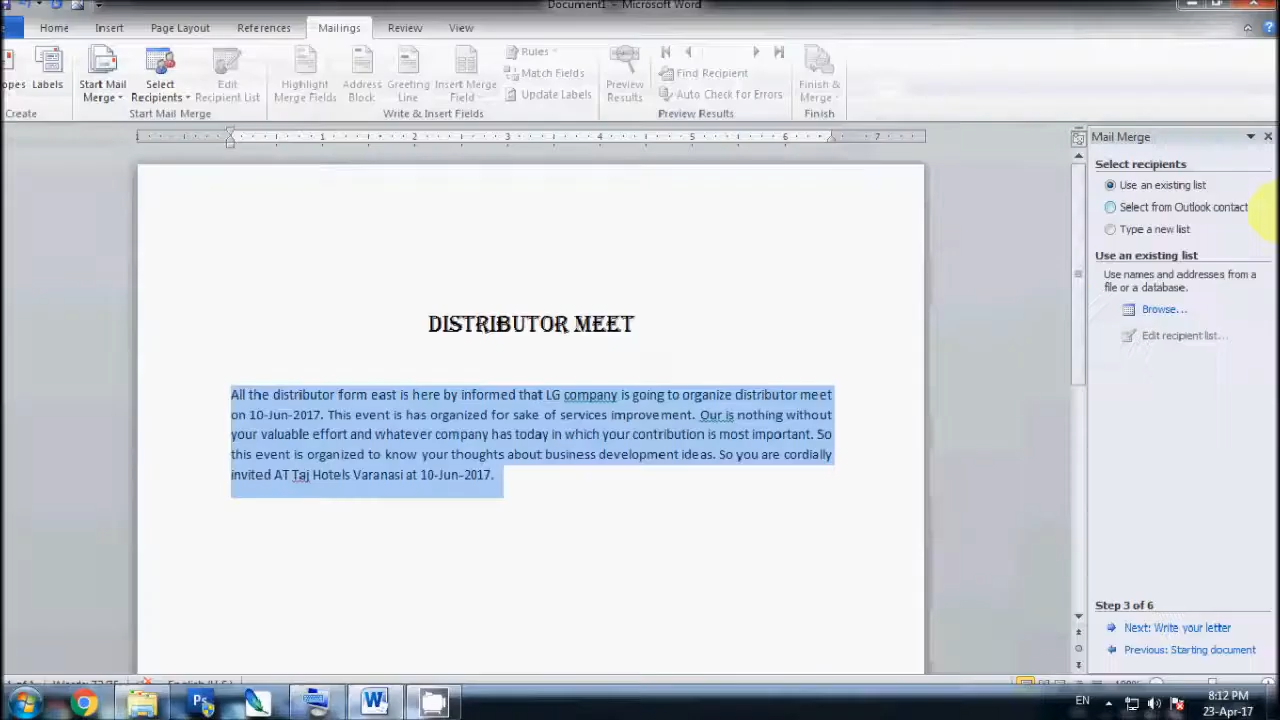 Document1 - Microsoft Word
Home Insert Page Layout References Mailings Review View
Labels
Start Mail Merge
Select Recipients
Edit Recipient List
Highlight Merge Fields
Address Block
Greeting Line
Insert Merge Field
Rules
Match Fields
Update Labels
Preview Results
Find Recipient
Auto Check for Errors
Finish & Merge
Create Start Mail Merge Write & Insert Fields Preview Results Finish
1 2 3 4 5 6 7
DISTRIBUTOR MEET
All the distributor form east is here by informed that LG company is going to organize distributor meet
on 10-Jun-2017. This event is has organized for sake of services improvement. Our is nothing without
your valuable effort and whatever company has today in which your contribution is most important. So
this event is organized to know your thoughts about business development ideas. So you are cordially
invited AT Taj Hotels Varanasi at 10-Jun-2017.
Mail Merge
Select recipients
Use an existing list
Select from Outlook contact
Type a new list
Use an existing list
Use names and addresses from a
file or a database.
Browse...
Edit recipient list...
Step 3 of 6
Next: Write your letter
Previous: Starting document
EN
8:12 PM
23-Apr-17